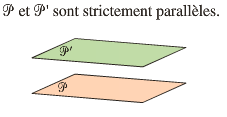 𝒫 et 𝒫' sont strictement parallèles.
𝒫'
𝒫